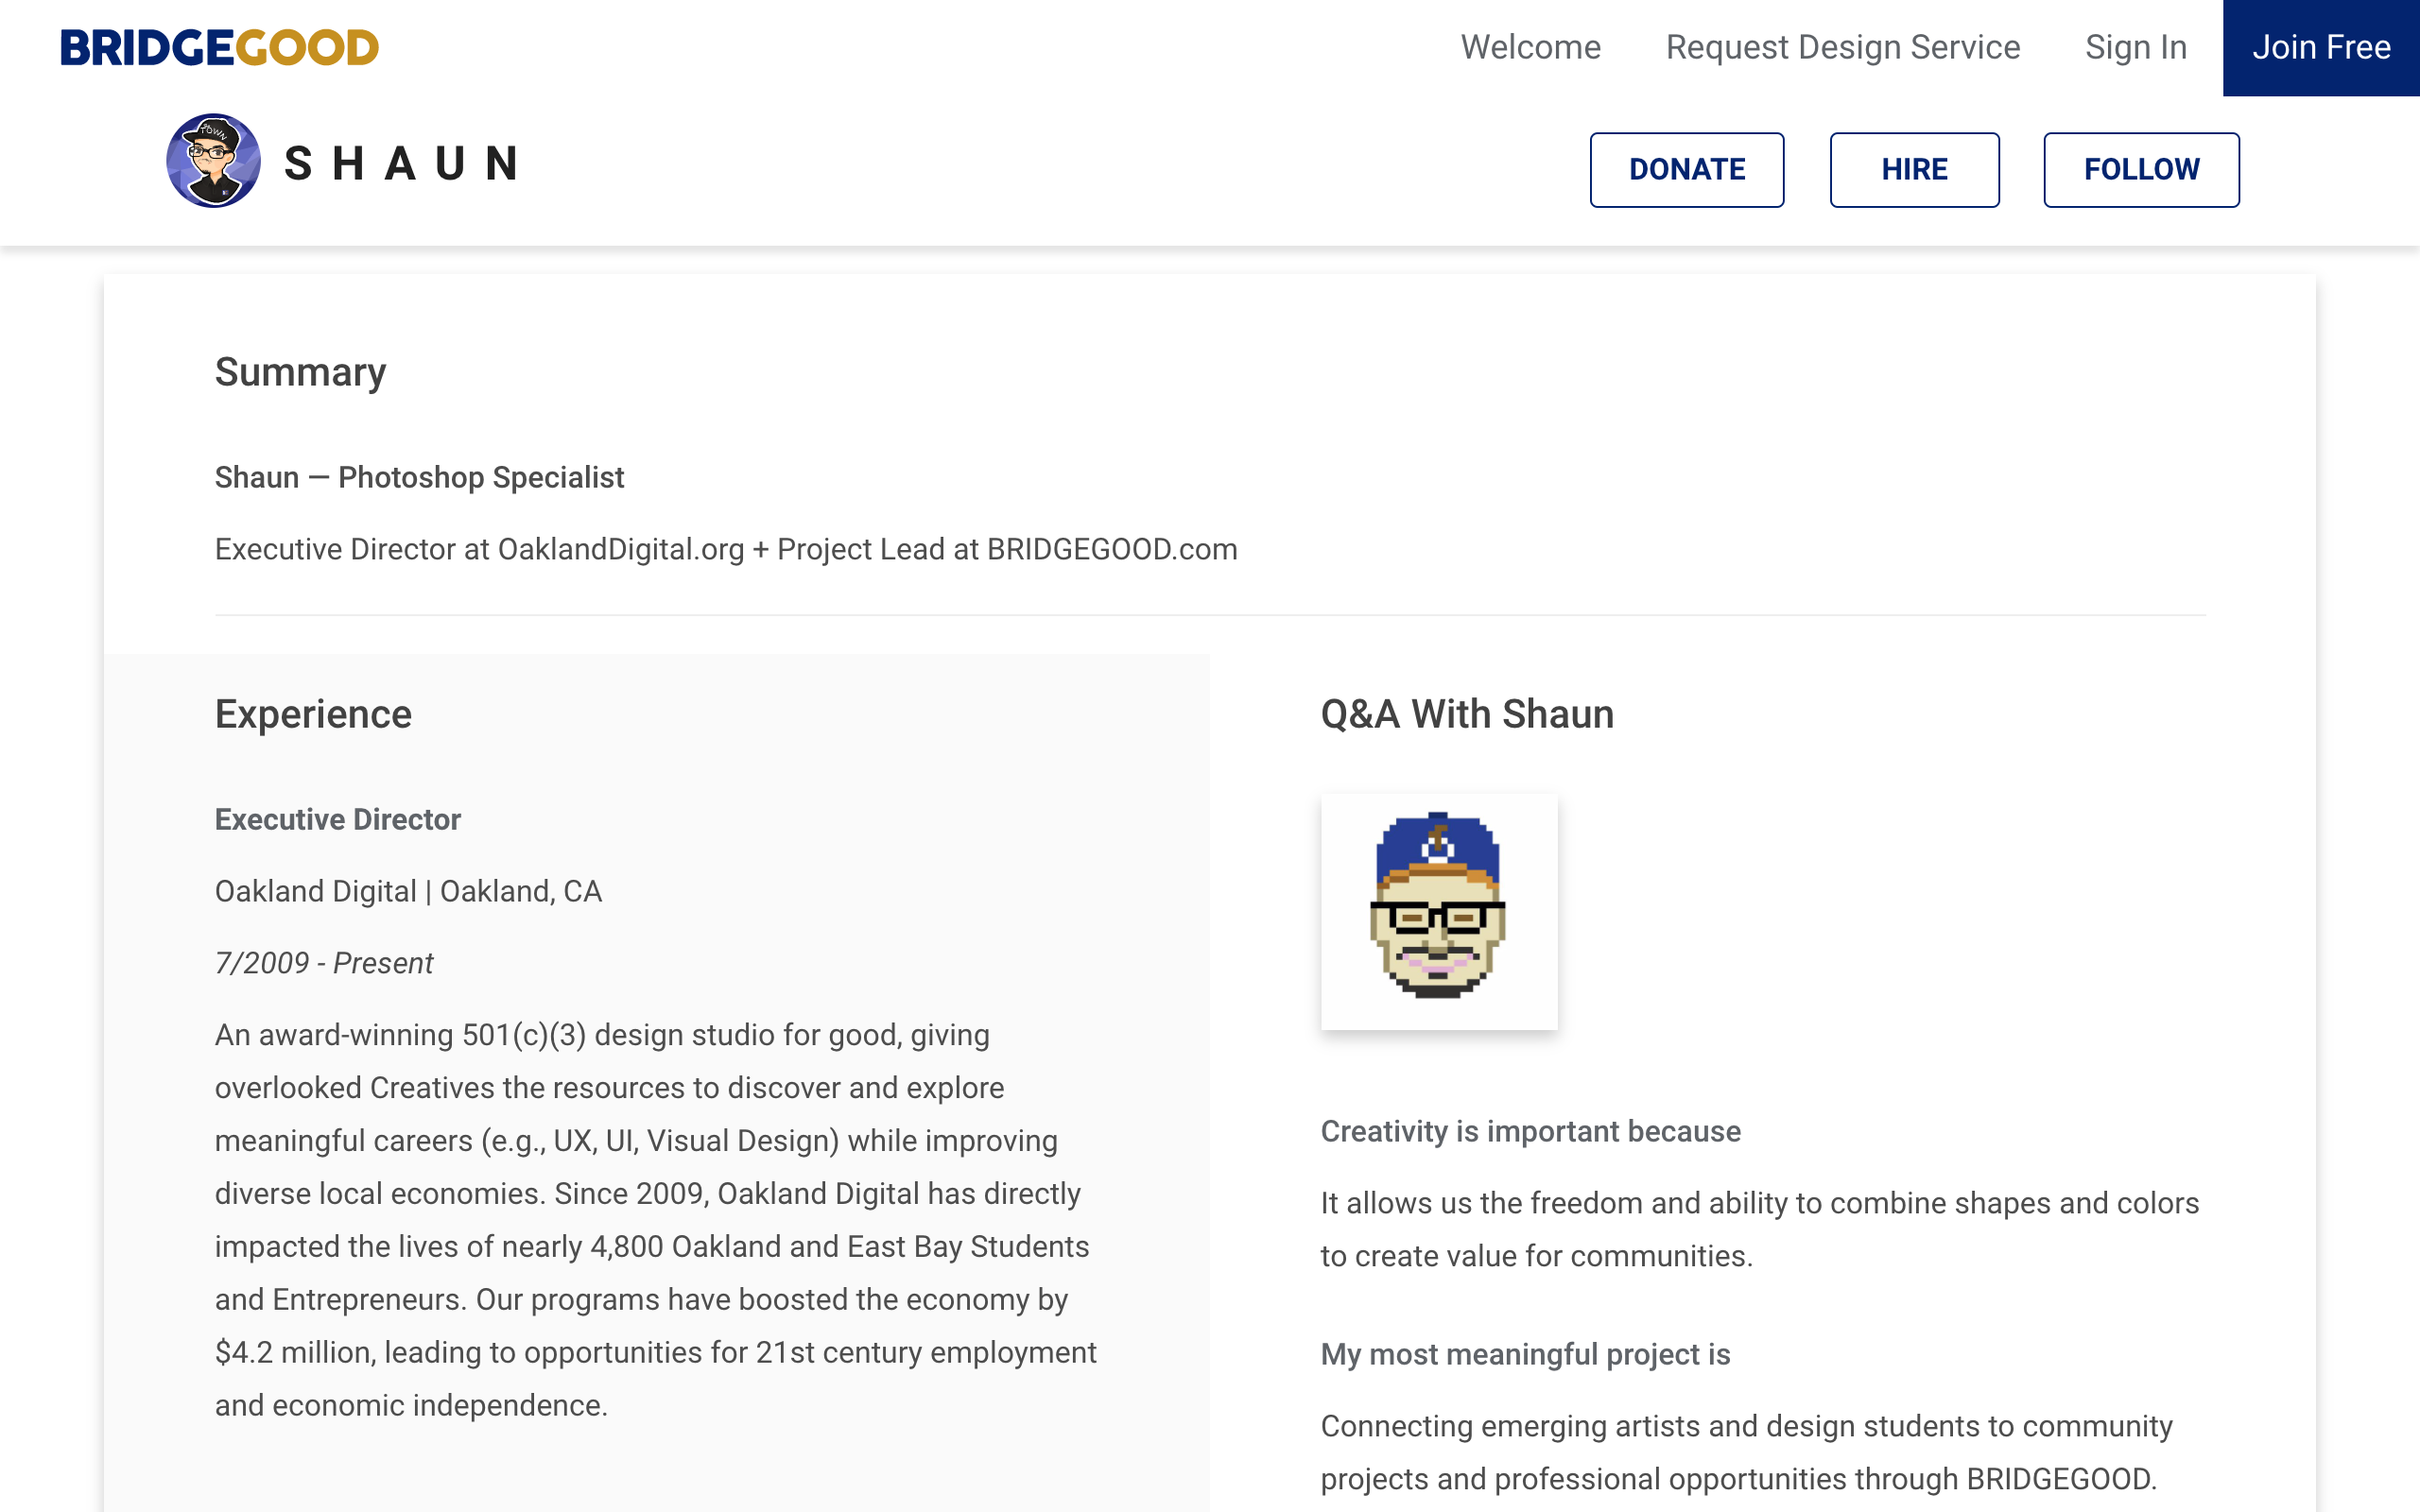 BRIDGEGOOD
Welcome
Request Design Service
Sign In
Join Free
TOWN
SHAUN
DONATE
HIRE
FOLLOW
Summary
Shaun — Photoshop Specialist
Executive Director at OaklandDigital.org + Project Lead at BRIDGEGOOD.com
Experience
Executive Director
Oakland Digital | Oakland, CA
7/2009 - Present
An award-winning 501(c)(3) design studio for good, giving
overlooked Creatives the resources to discover and explore
meaningful careers (e.g., UX, UI, Visual Design) while improving
diverse local economies. Since 2009, Oakland Digital has directly
impacted the lives of nearly 4,800 Oakland and East Bay Students
and Entrepreneurs. Our programs have boosted the economy by
$4.2 million, leading to opportunities for 21st century employment
and economic independence.
Q&A With Shaun
Creativity is important because
It allows us the freedom and ability to combine shapes and colors
to create value for communities.
My most meaningful project is
Connecting emerging artists and design students to community
projects and professional opportunities through BRIDGEGOOD.